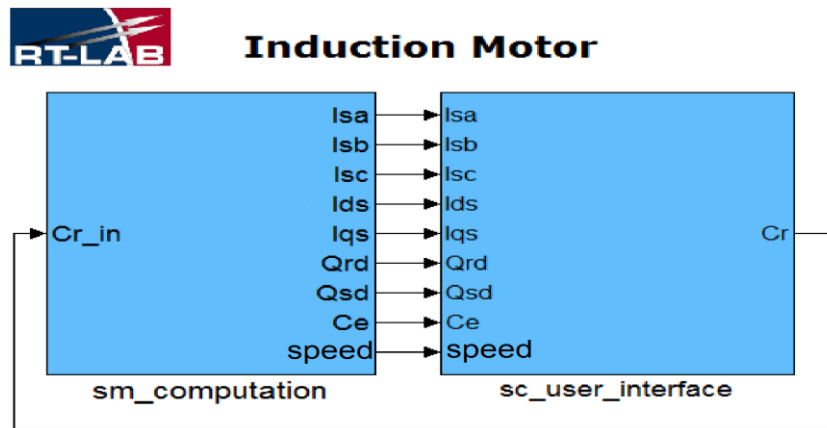 RT-LAB
Induction Motor
Isa Isa
Isb Isb
Isc Isc
Ids Ids
Cr_in Iqs Iqs Cr
Qrd Qrd
Qsd Qsd
Ce Ce
speed speed
sm_computation sc_user_interface